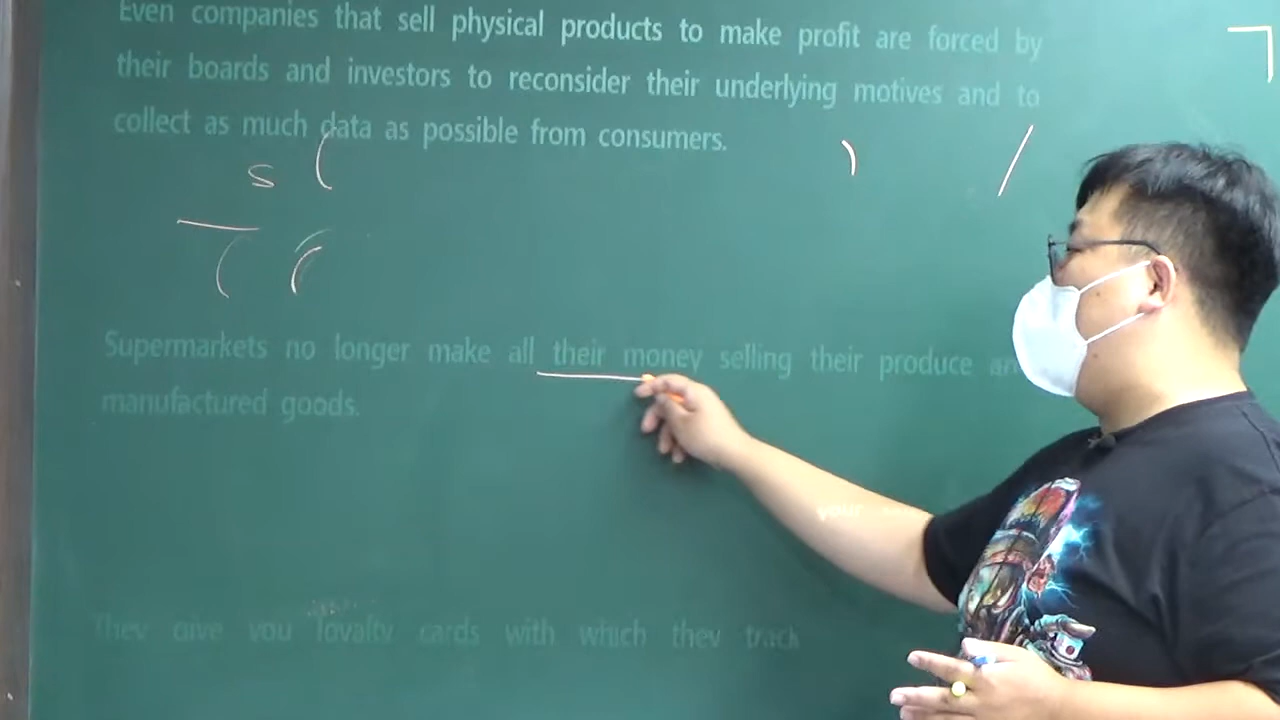 Even companies that sell physical products to make profit are forced by
their boards and investors to reconsider their underlying motives and to
collect as much data as possible from consumers.
s
Supermarkets no longer make all their money selling their produce
manufactured goods.
your
They give you loyalty cards with which they track